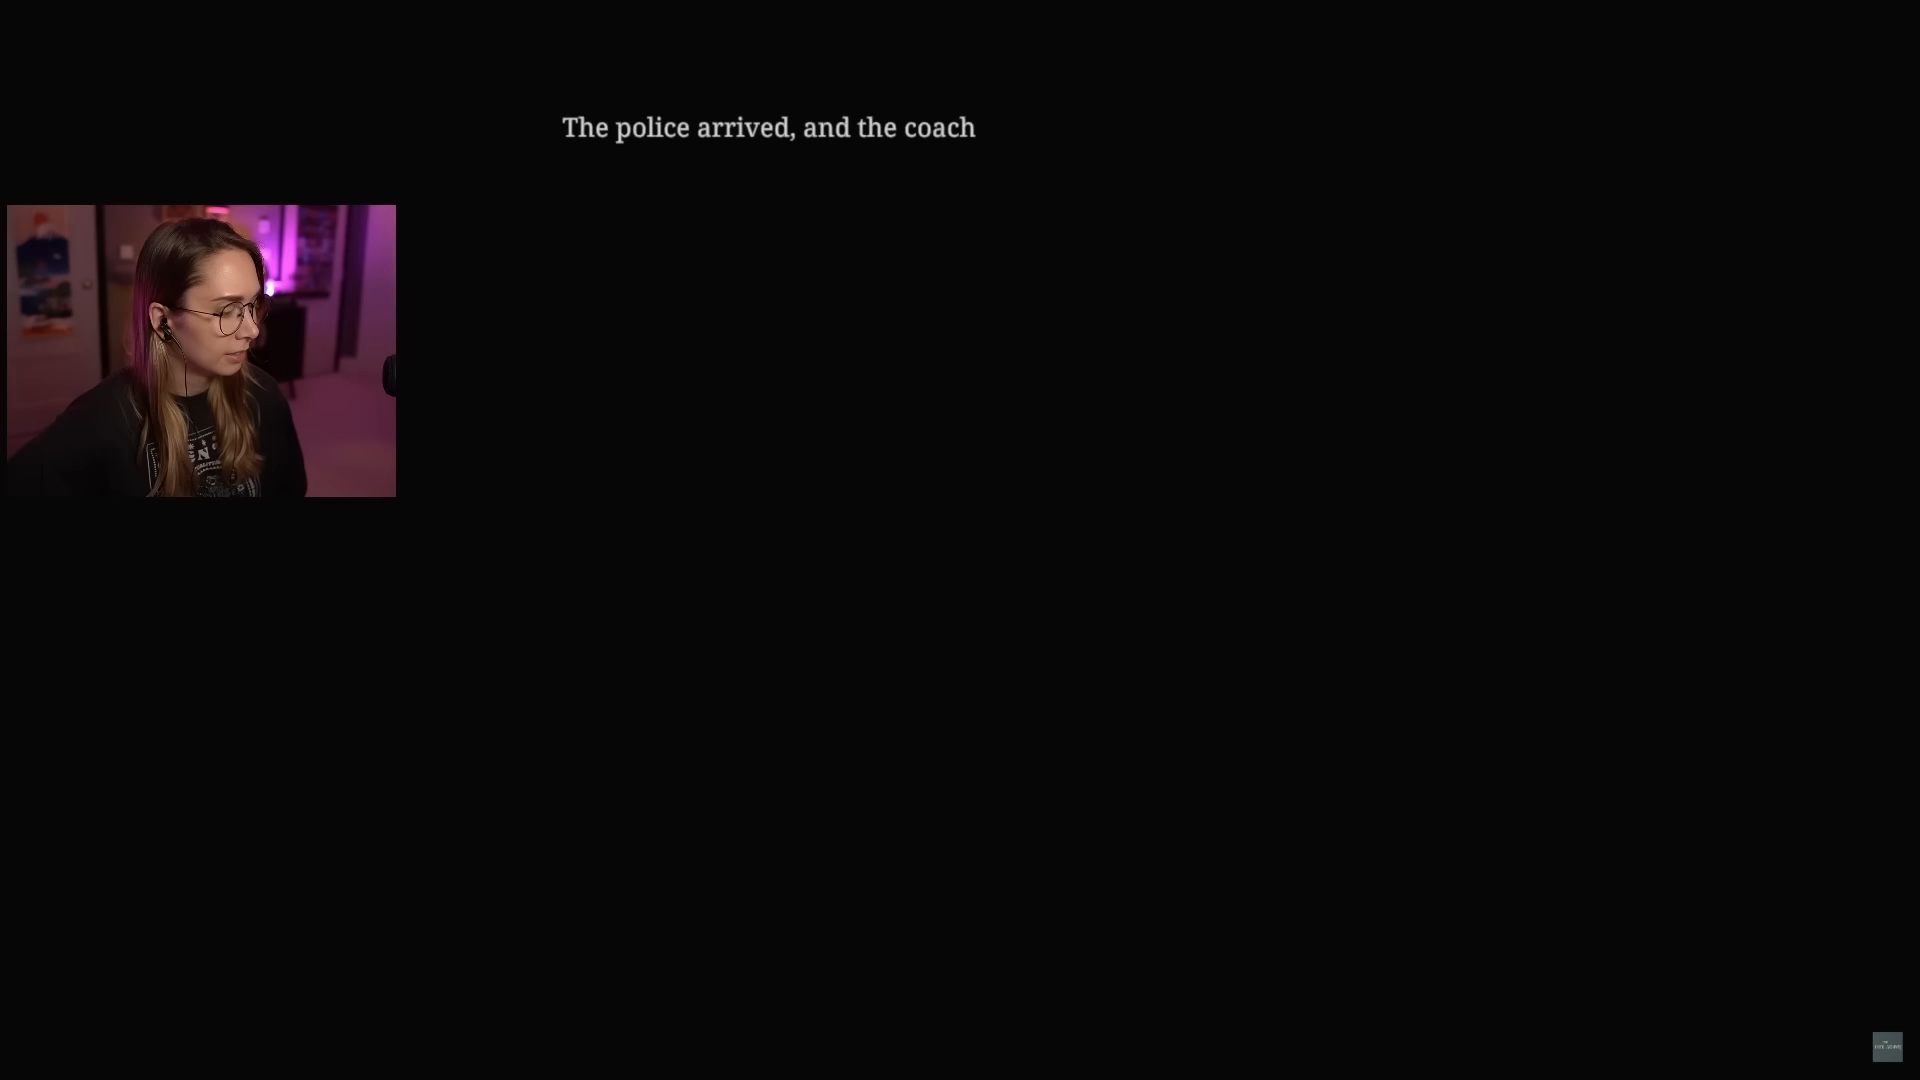 The police arrived, and the coach